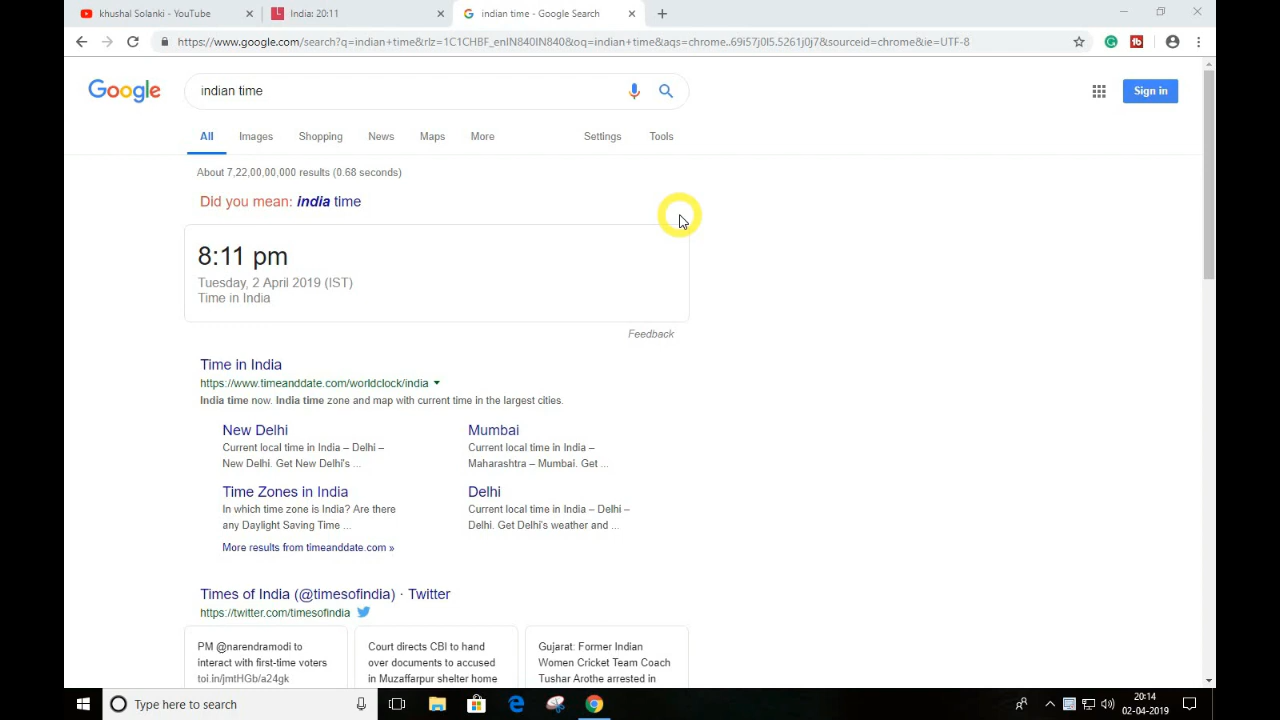 khushal Solanki - YouTube
India: 20:11
indian time - Google Search
https://www.google.com/search?q=indian+time&rlz=1C1CHBF_enIN840IN840&oq=indian+time&aqs=chrome..69i57j0l5.5261j0j7&sourceid=chrome&ie=UTF-8
Google
indian time
Sign in
All Images Shopping News Maps More Settings Tools
About 7,22,00,00,000 results (0.68 seconds)
Did you mean: india time
8:11 pm
Tuesday, 2 April 2019 (IST)
Time in India
Feedback
Time in India
https://www.timeanddate.com/worldclock/india
India time now. India time zone and map with current time in the largest cities.
New Delhi
Current local time in India – Delhi –
New Delhi. Get New Delhi's ...
Mumbai
Current local time in India –
Maharashtra – Mumbai. Get ...
Time Zones in India
In which time zone is India? Are there
any Daylight Saving Time ...
Delhi
Current local time in India – Delhi –
Delhi. Get Delhi's weather and ...
More results from timeanddate.com »
Times of India (@timesofindia) · Twitter
https://twitter.com/timesofindia
PM @narendramodi to
interact with first-time voters
toi.in/jmtHGb/a24gk
Court directs CBI to hand
over documents to accused
in Muzaffarpur shelter home
Gujarat: Former Indian
Women Cricket Team Coach
Tushar Arothe arrested in
Type here to search
20:14
02-04-2019